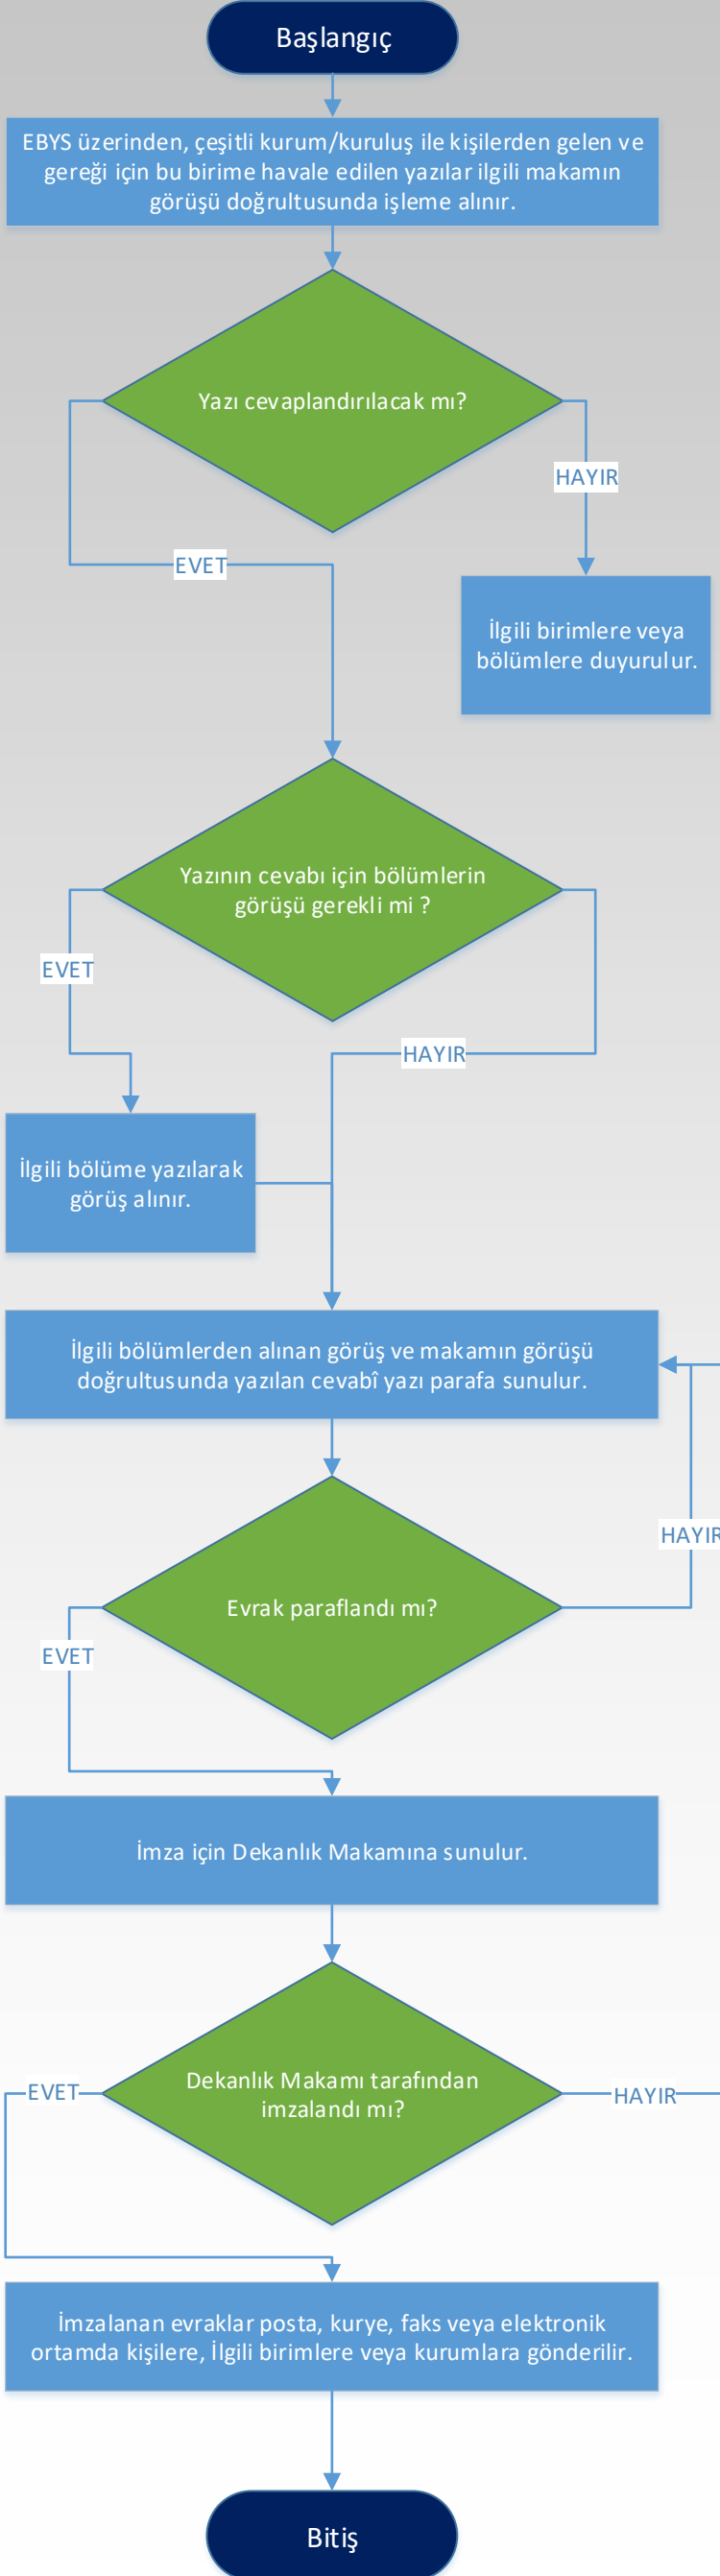 Başlangıç
EBYS üzerinden, çeşitli kurum/kuruluş ile kişilerden gelen ve
gereği için bu birime havale edilen yazılar ilgili makamın
görüşü doğrultusunda işleme alınır.
Yazı cevaplandırılacak mı?
HAYIR
EVET
İlgili birimlere veya
bölümlere duyurulur.
Yazının cevabı için bölümlerin
görüşü gerekli mi ?
EVET
HAYIR
İlgili bölüme yazılarak
görüş alınır.
İlgili bölümlerden alınan görüş ve makamın görüşü
doğrultusunda yazılan cevabî yazı parafa sunulur.
HAYIR
Evrak paraflandı mı?
EVET
İmza için Dekanlık Makamına sunulur.
Dekanlık Makamı tarafından
imzalandı mı?
EVET
HAYIR
İmzalanan evraklar posta, kurye, faks veya elektronik
ortamda kişilere, İlgili birimlere veya kurumlara gönderilir.
Bitiş